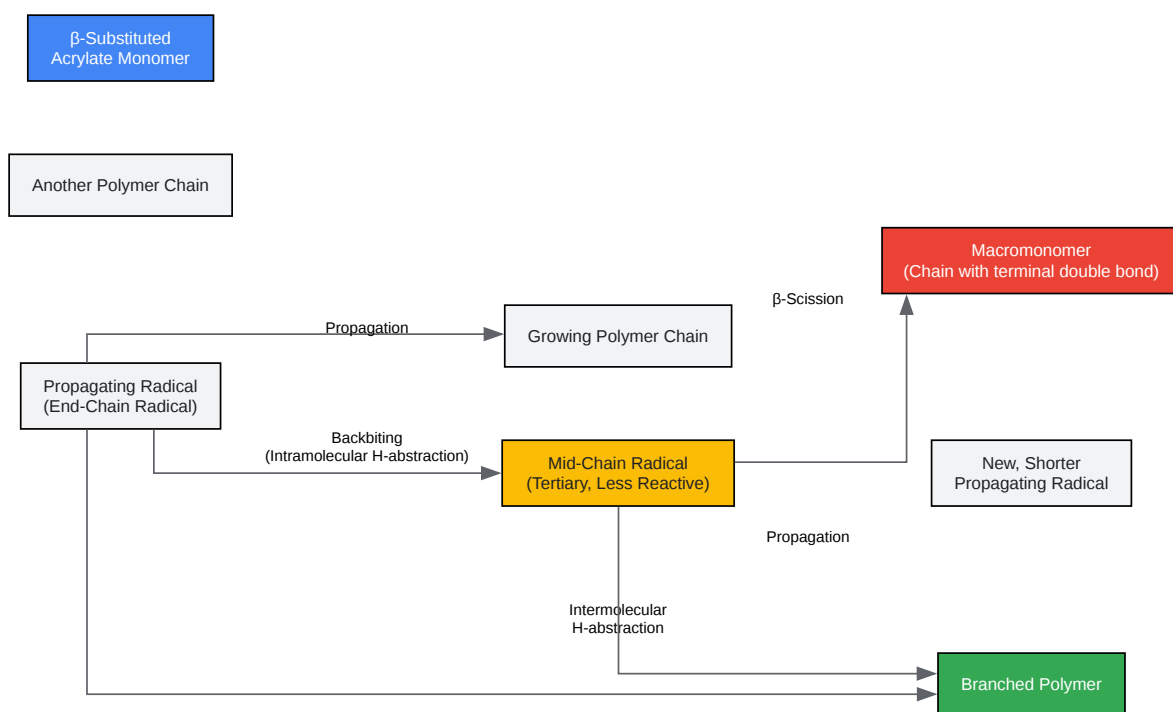 β-Substituted
Acrylate Monomer
Another Polymer Chain
Macromonomer
(Chain with terminal double bond)
β-Scission
Propagation
Growing Polymer Chain
Propagating Radical
(End-Chain Radical)
Backbiting
(Intramolecular H-abstraction)
Mid-Chain Radical
(Tertiary, Less Reactive)
New, Shorter
Propagating Radical
Propagation
Intermolecular
H-abstraction
Branched Polymer